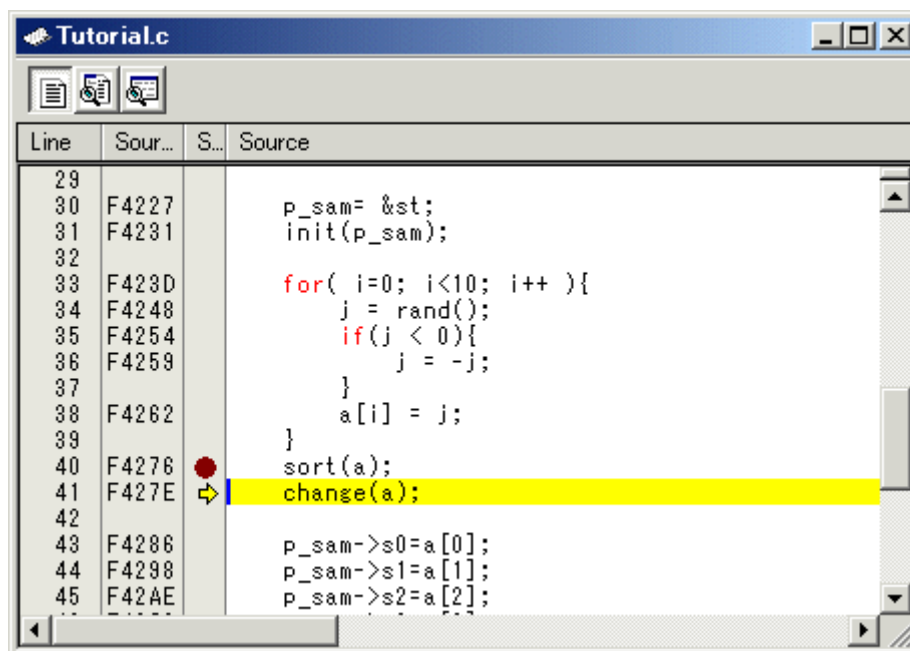 Tutorial.c
Line Sour... S... Source
29
30 F4227 p_sam= &st;
31 F4231 init(p_sam);
32
33 F423D for( i=0; i<10; i++ ){
34 F4248 j = rand();
35 F4254 if(j < 0){
36 F4259 j = -j;
37 }
38 F4262 a[i] = j;
39 }
40 F4276 sort(a);
41 F427E change(a);
42
43 F4286 p_sam->s0=a[0];
44 F4298 p_sam->s1=a[1];
45 F42AE p_sam->s2=a[2];